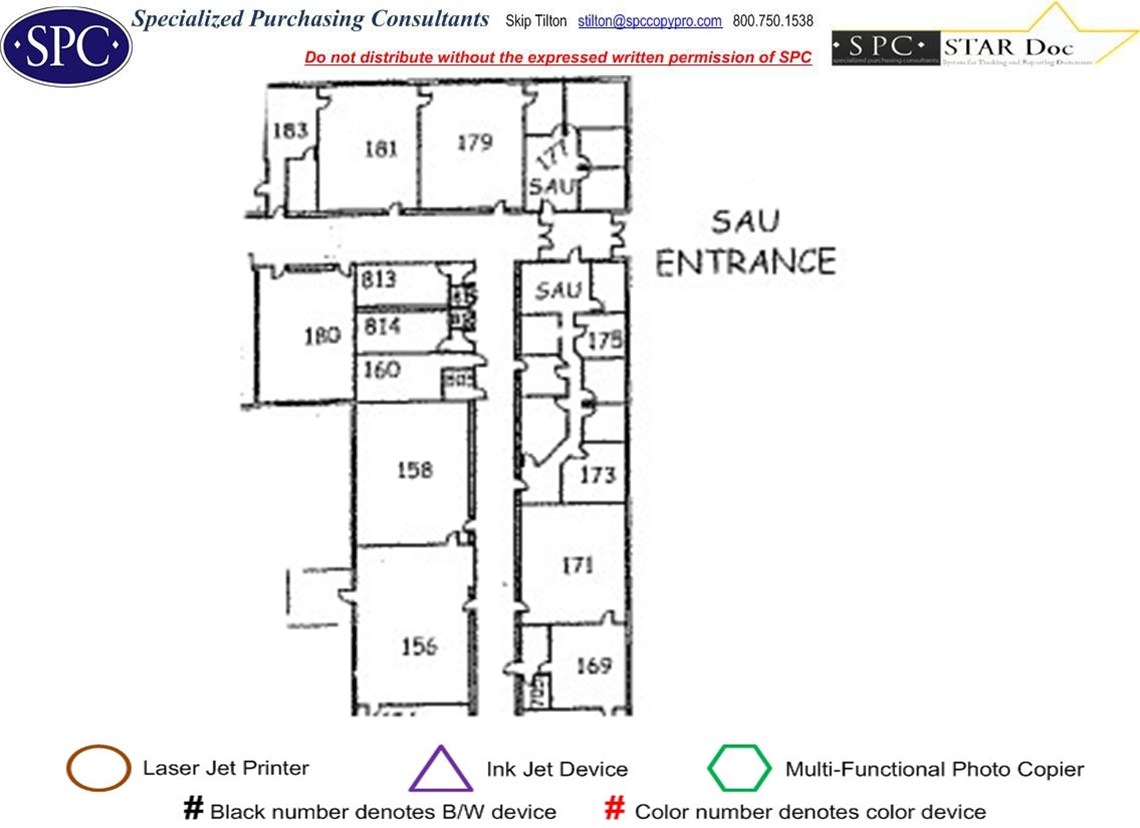 Specialized Purchasing Consultants Skip Tilton stilton@spccopypro.com 800.750.1538
·SPC·
Do not distribute without the expressed written permission of SPC
·SPC· STAR Doc
specialized purchasing consultants System for Tracking and Reporting Documents
183
181
179
177
SAU
SAU
ENTRANCE
813
SAU
814
180
175
160
158
173
171
156
169
Laser Jet Printer Ink Jet Device Multi-Functional Photo Copier
# Black number denotes B/W device # Color number denotes color device